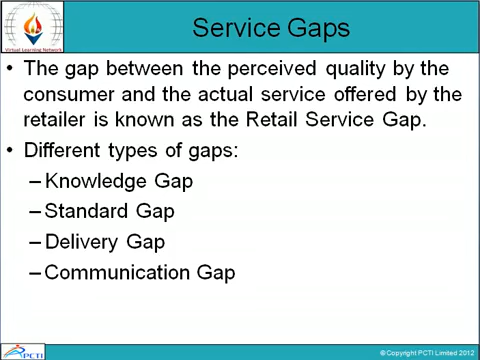 Service Gaps
Virtual Learning Network
• The gap between the perceived quality by the
consumer and the actual service offered by the
retailer is known as the Retail Service Gap.
• Different types of gaps:
–Knowledge Gap
–Standard Gap
–Delivery Gap
–Communication Gap
PCTI
©Copyright PCTI Limited 2012